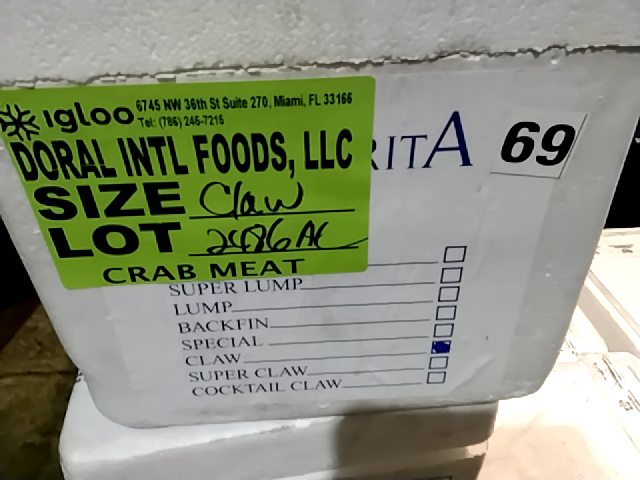 igloo 6745 NW 36th St Suite 270, Miami, FL 33166
Tel: (786) 245-7215
DORAL INTL FOODS, LLC
SIZE Claw
LOT 2486AC
CRAB MEAT
RITA
69
SUPER LUMP
LUMP
BACKFIN
SPECIAL
CLAW
SUPER CLAW
COCKTAIL CLAW